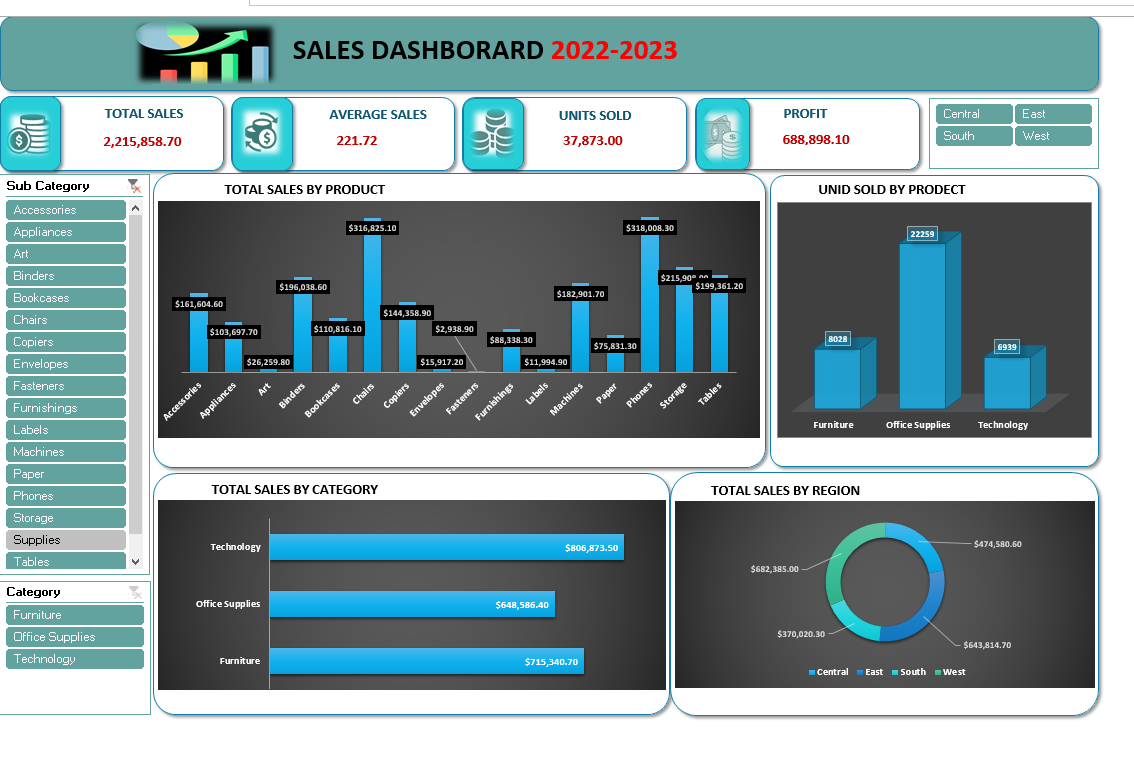 SALES DASHBORARD 2022-2023
TOTAL SALES
2,215,858.70
AVERAGE SALES
221.72
UNITS SOLD
37,873.00
PROFIT
688,898.10
Central
East
South
West
Sub Category
Accessories
Appliances
Art
Binders
Bookcases
Chairs
Copiers
Envelopes
Fasteners
Furnishings
Labels
Machines
Paper
Phones
Storage
Supplies
Tables
Category
Furniture
Office Supplies
Technology
TOTAL SALES BY PRODUCT
$161,604.60
$103,697.70
$26,259.80
$196,038.60
$110,816.10
$316,825.10
$144,358.90
$15,917.20
$2,938.90
$88,338.30
$11,994.90
$182,901.70
$75,831.30
$318,008.30
$199,361.20
Accessories
Appliances
Art
Binders
Bookcases
Chairs
Copiers
Envelopes
Fasteners
Furnishings
Labels
Machines
Paper
Phones
Storage
Tables
UNID SOLD BY PRODECT
8028
22259
6939
Furniture
Office Supplies
Technology
TOTAL SALES BY CATEGORY
Technology
$806,873.50
Office Supplies
$648,586.40
Furniture
$715,340.70
TOTAL SALES BY REGION
$474,580.60
$682,385.00
$370,020.30
$643,814.70
Central
East
South
West